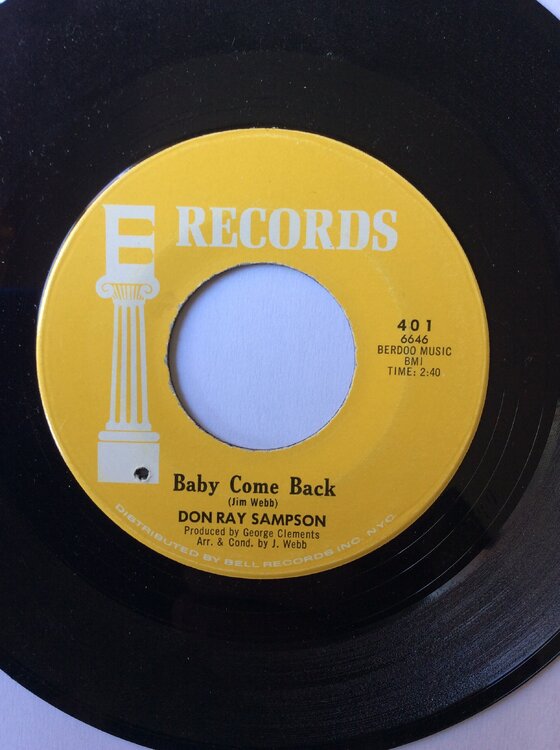 E RECORDS
401
6646
BERDOO MUSIC
BMI
TIME: 2:40
Baby Come Back
(Jim Webb)
DON RAY SAMPSON
Produced by George Clements
Arr. & Cond. by J. Webb
DISTRIBUTED BY BELL RECORDS INC. NYC.